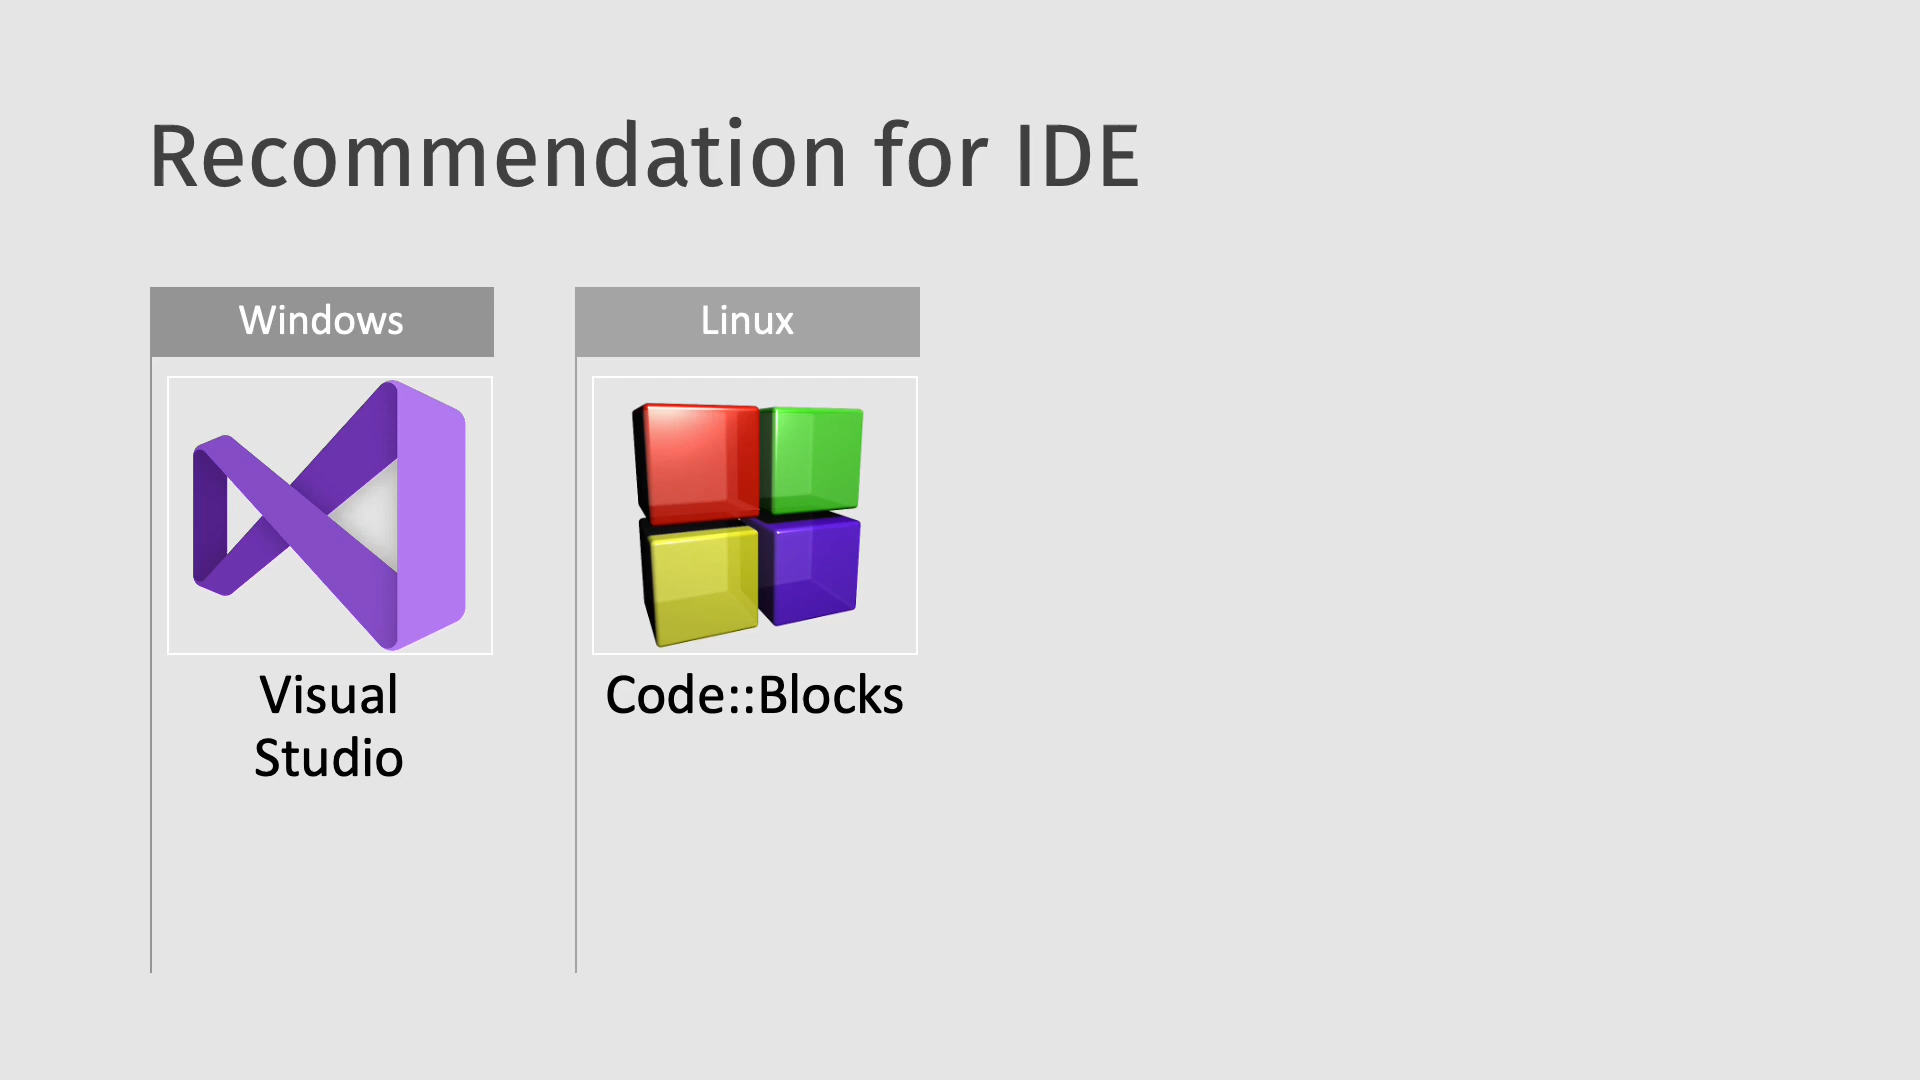 Recommendation for IDE
Windows
Visual
Studio
Linux
Code::Blocks